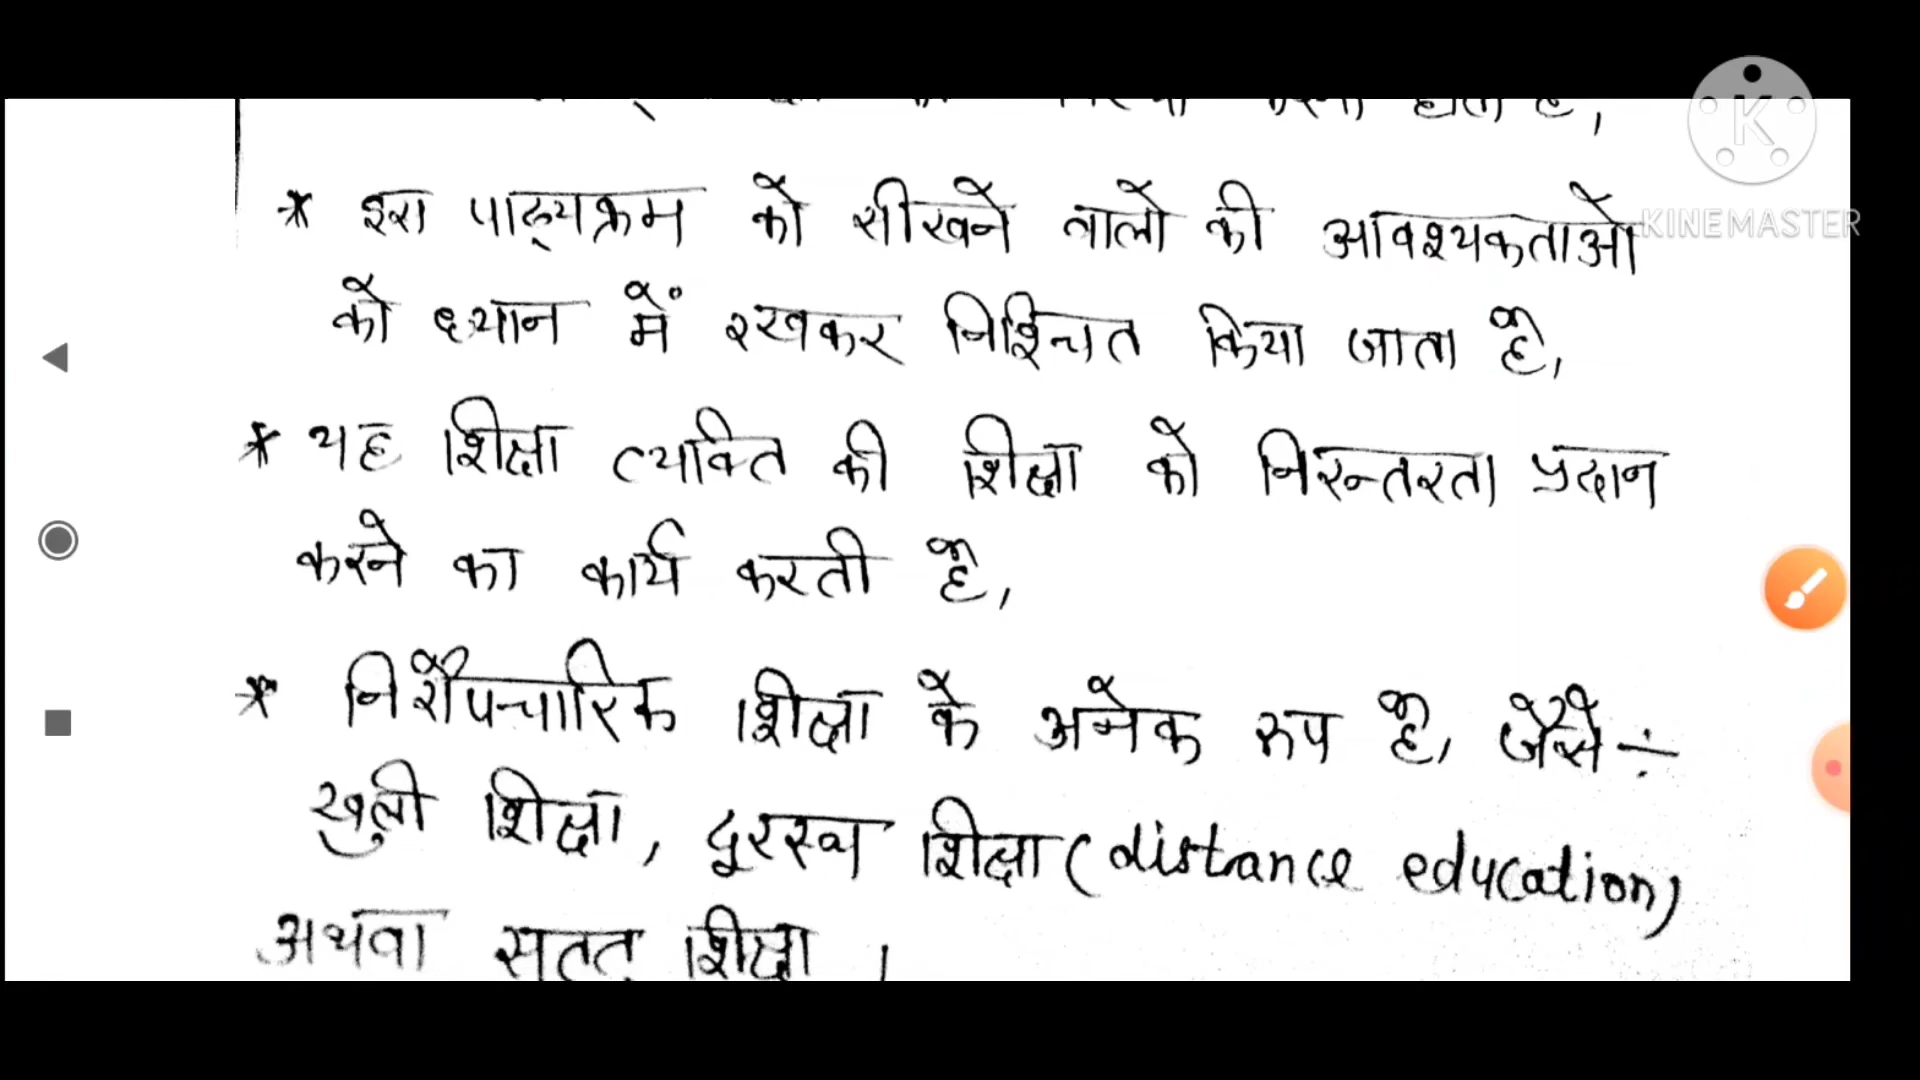 होता है,
* इस पाठ्यक्रम को सीखने वालो की आवश्यकताओ
को ध्यान में रखकर निश्चित किया जाता है,
* यह शिक्षा व्यक्ति की शिक्षा को निरन्तरता प्रदान
करने का कार्य करती है,
* निरौपचारिक शिक्षा के अनेक रुप है, जैसे ÷
खुली शिक्षा, दूरस्थ शिक्षा (distance education)
अथवा सतत् शिक्षा ।
K
KINEMASTER